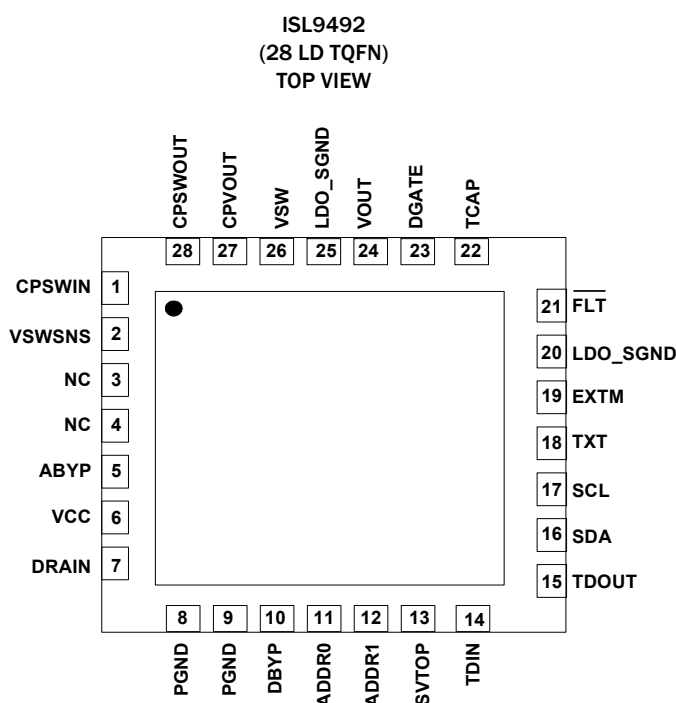 ISL9492
(28 LD TQFN)
TOP VIEW
CPSWOUT
CPVOUT
VSW
LDO_SGND
VOUT
DGATE
TCAP
28
27
26
25
24
23
22
CPSWIN 1
VSWSNS 2
NC 3
NC 4
ABYP 5
VCC 6
DRAIN 7
21 FLT
20 LDO_SGND
19 EXTM
18 TXT
17 SCL
16 SDA
15 TDOUT
8
9
10
11
12
13
14
PGND
PGND
DBYP
ADDR0
ADDR1
SVTOP
TDIN